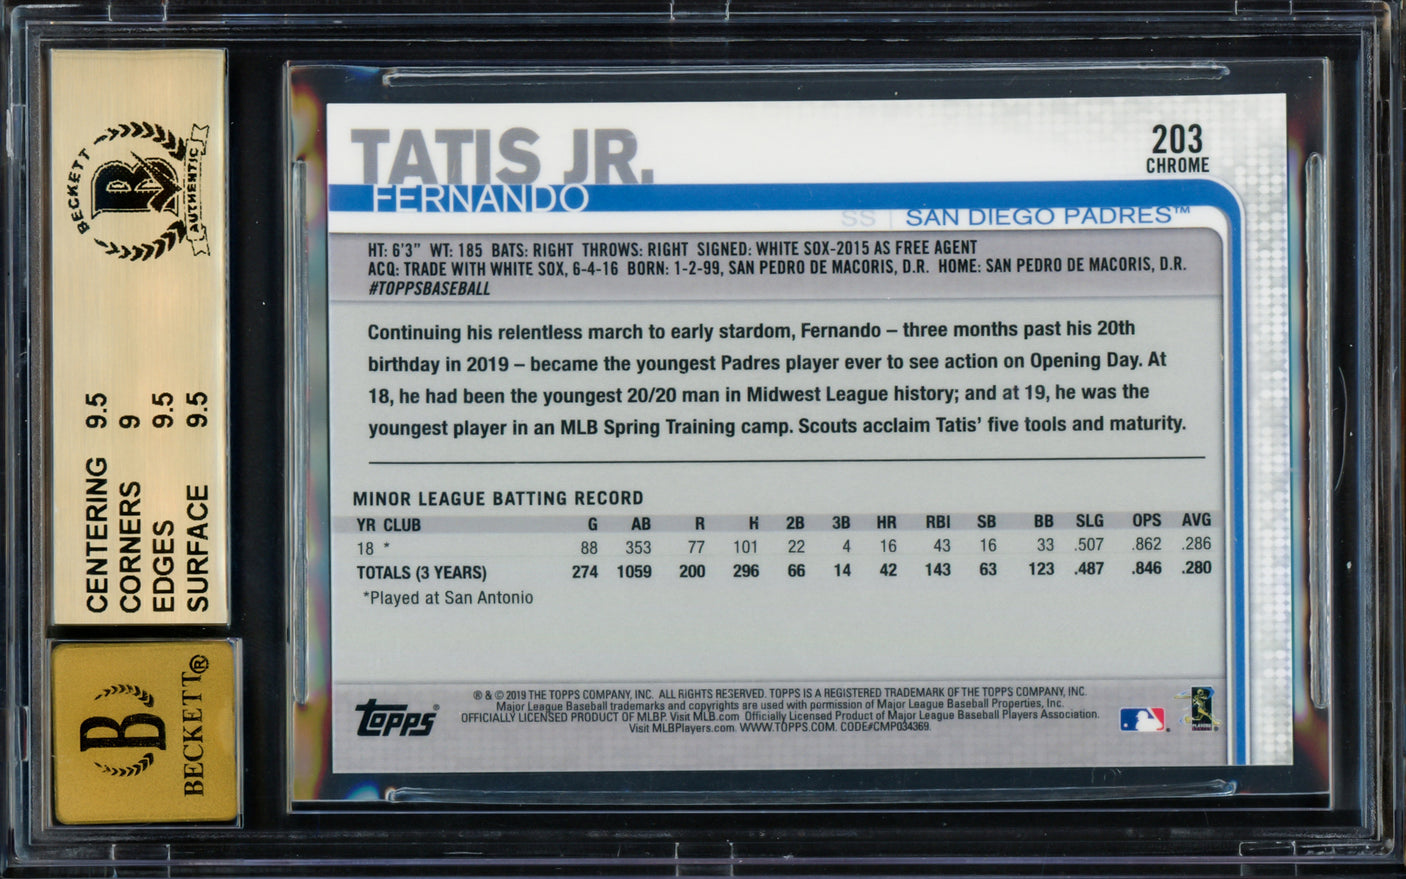 BECKETT
B
AUTHENTIC
CENTERING 9.5
CORNERS 9
EDGES 9.5
SURFACE 9.5
B
BECKETT®
TATIS JR.
FERNANDO
203
CHROME
SS | SAN DIEGO PADRES™
HT: 6'3" WT: 185 BATS: RIGHT THROWS: RIGHT SIGNED: WHITE SOX-2015 AS FREE AGENT
ACQ: TRADE WITH WHITE SOX, 6-4-16 BORN: 1-2-99, SAN PEDRO DE MACORIS, D.R. HOME: SAN PEDRO DE MACORIS, D.R.
#TOPPSBASEBALL
Continuing his relentless march to early stardom, Fernando – three months past his 20th
birthday in 2019 – became the youngest Padres player ever to see action on Opening Day. At
18, he had been the youngest 20/20 man in Midwest League history; and at 19, he was the
youngest player in an MLB Spring Training camp. Scouts acclaim Tatis' five tools and maturity.
MINOR LEAGUE BATTING RECORD
YR CLUB G AB R H 2B 3B HR RBI SB BB SLG OPS AVG
18 * 88 353 77 101 22 4 16 43 16 33 .507 .862 .286
TOTALS (3 YEARS) 274 1059 200 296 66 14 42 143 63 123 .487 .846 .280
*Played at San Antonio
topps®
® & © 2019 THE TOPPS COMPANY, INC. ALL RIGHTS RESERVED. TOPPS IS A REGISTERED TRADEMARK OF THE TOPPS COMPANY, INC.
Major League Baseball trademarks and copyrights are used with permission of Major League Baseball Properties, Inc.
OFFICIALLY LICENSED PRODUCT OF MLBP. Visit MLB.com Officially Licensed Product of Major League Baseball Players Association.
Visit MLBPlayers.com. WWW.TOPPS.COM. CODE#CMP034369.